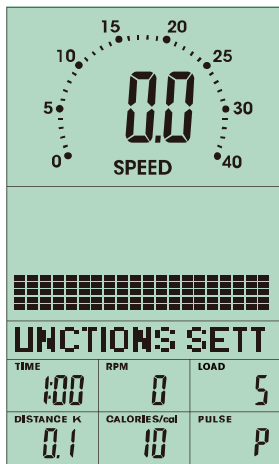 15 20
10 25
5 30
0 40
0.0
SPEED
UNCTIONS SETT
TIME RPM LOAD
1:00 0 5
DISTANCE K CALORIES/cal PULSE
0.1 10 P